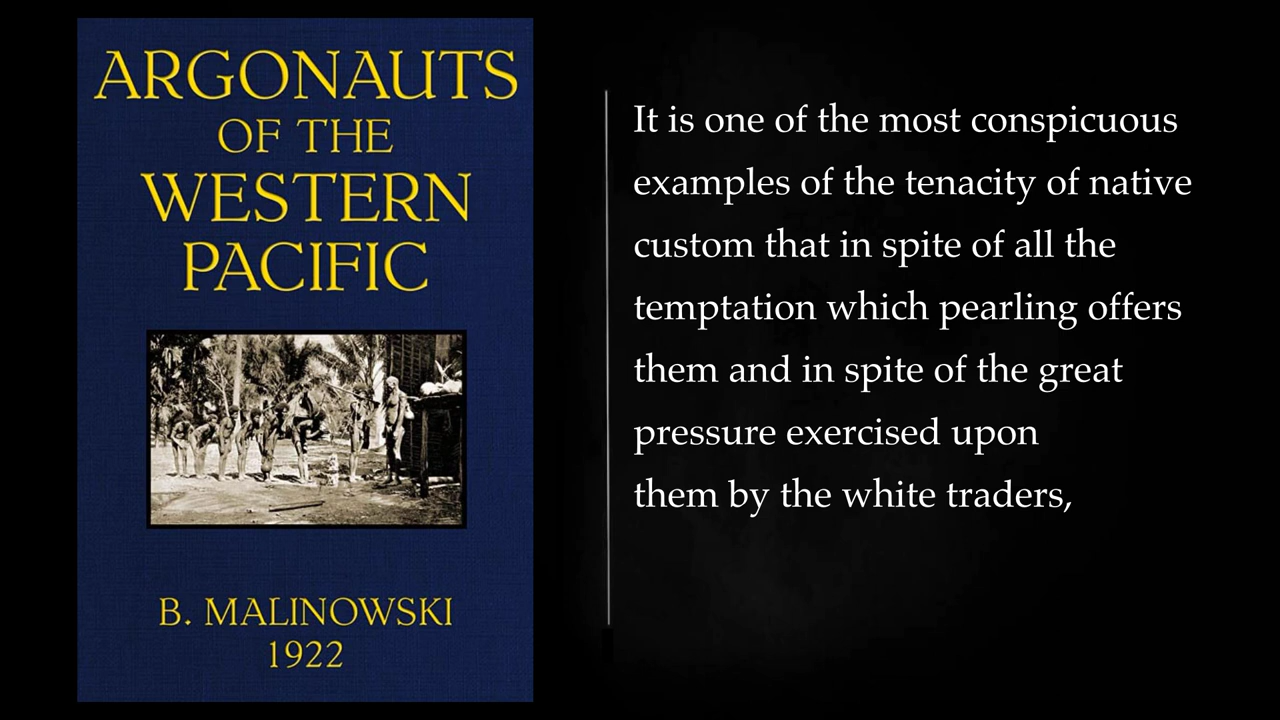 ARGONAUTS
OF THE
WESTERN
PACIFIC
B. MALINOWSKI
1922
It is one of the most conspicuous
examples of the tenacity of native
custom that in spite of all the
temptation which pearling offers
them and in spite of the great
pressure exercised upon
them by the white traders,